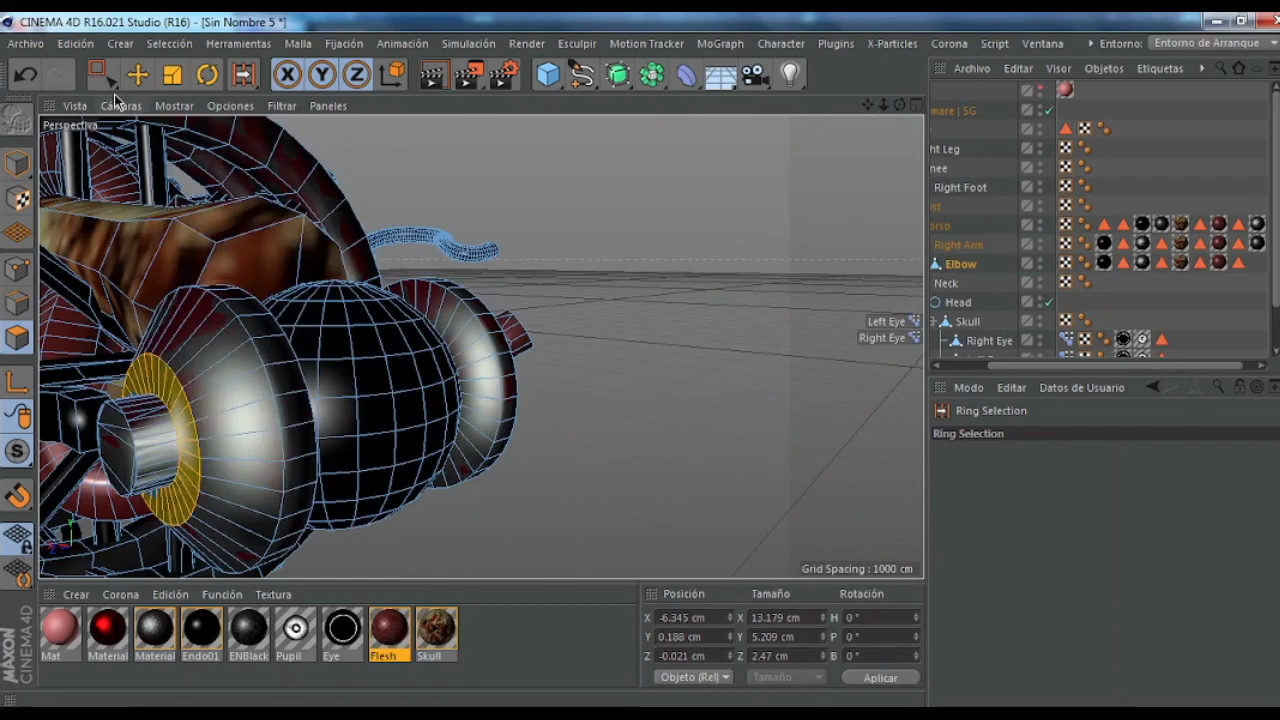 CINEMA 4D R16.021 Studio (R16) - [Sin Nombre 5 *]
Archivo Edición Crear Selección Herramientas Malla Fijación Animación Simulación Render Esculpir Motion Tracker MoGraph Character Plugins X-Particles Corona Script Ventana Entorno: Entorno de Arranque
X Y Z
Archivo Editar Visor Objetos Etiquetas
Vista Cámaras Mostrar Opciones Filtrar Paneles
Perspectiva
mare | SG
ht Leg
nee
Right Foot
ast
orso
Right Arm
Elbow
Neck
Head
Skull
Right Eye
Left Eye
Right Eye
Grid Spacing : 1000 cm
Modo Editar Datos de Usuario
Ring Selection
Ring Selection
Crear Corona Edición Función Textura
Mat Material Material Endo01 ENBlack Pupil Eye Flesh Skull
Posición Tamaño Rotación
X -6.345 cm X 13.179 cm H 0 °
Y 0.188 cm Y 5.209 cm P 0 °
Z -0.021 cm Z 2.47 cm B 0 °
Objeto (Rel) Tamaño Aplicar
MAXON
CINEMA 4D